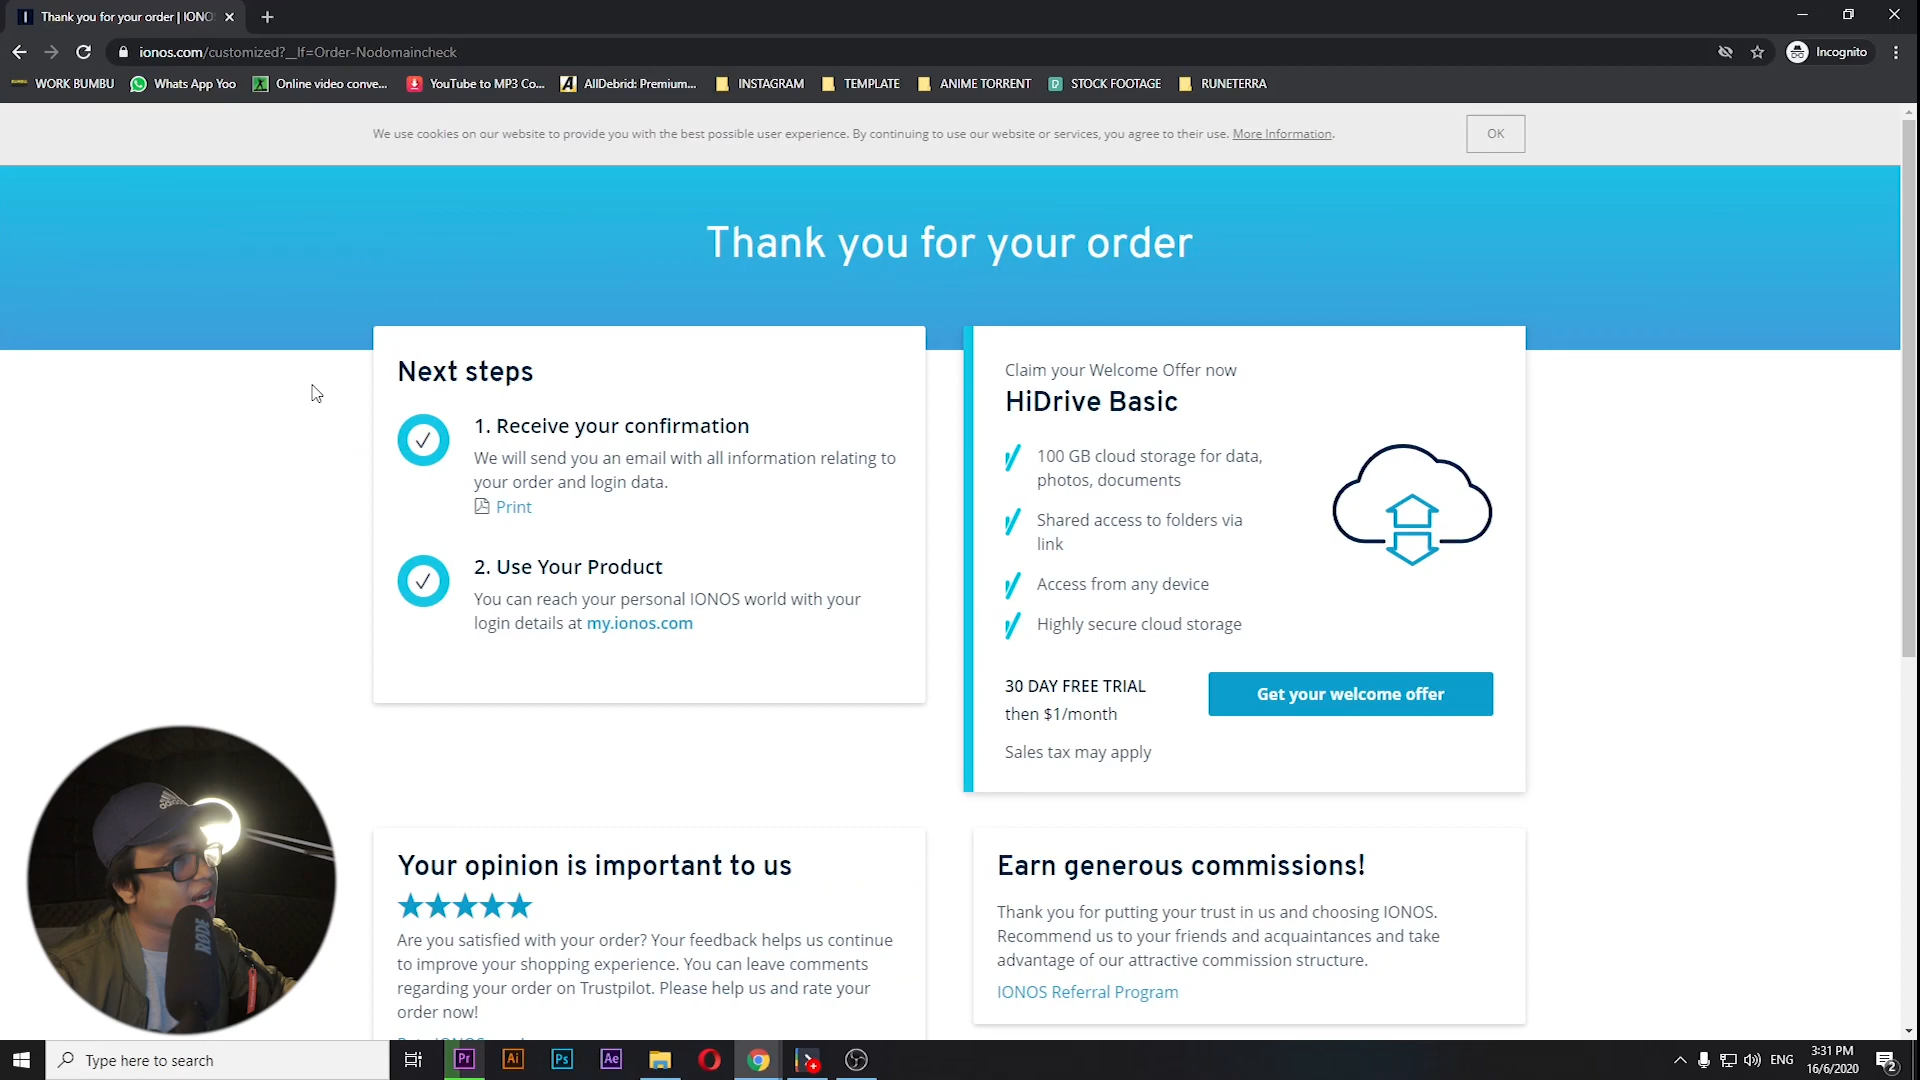 Thank you for your order | IONO
ionos.com/customized?__lf=Order-Nodomaincheck
Incognito
WORK BUMBU
Whats App Yoo
Online video conve...
YouTube to MP3 Co...
AllDebrid: Premium...
INSTAGRAM
TEMPLATE
ANIME TORRENT
STOCK FOOTAGE
RUNETERRA
We use cookies on our website to provide you with the best possible user experience. By continuing to use our website or services, you agree to their use. More Information.
OK
Thank you for your order
Next steps
1. Receive your confirmation
We will send you an email with all information relating to
your order and login data.
Print
2. Use Your Product
You can reach your personal IONOS world with your
login details at my.ionos.com
Claim your Welcome Offer now
HiDrive Basic
100 GB cloud storage for data,
photos, documents
Shared access to folders via
link
Access from any device
Highly secure cloud storage
30 DAY FREE TRIAL
then $1/month
Get your welcome offer
Sales tax may apply
Your opinion is important to us
Are you satisfied with your order? Your feedback helps us continue
to improve your shopping experience. You can leave comments
regarding your order on Trustpilot. Please help us and rate your
order now!
Earn generous commissions!
Thank you for putting your trust in us and choosing IONOS.
Recommend us to your friends and acquaintances and take
advantage of our attractive commission structure.
IONOS Referral Program
RODE
Type here to search
Pr
Ai
Ps
Ae
ENG
3:31 PM
16/6/2020
2